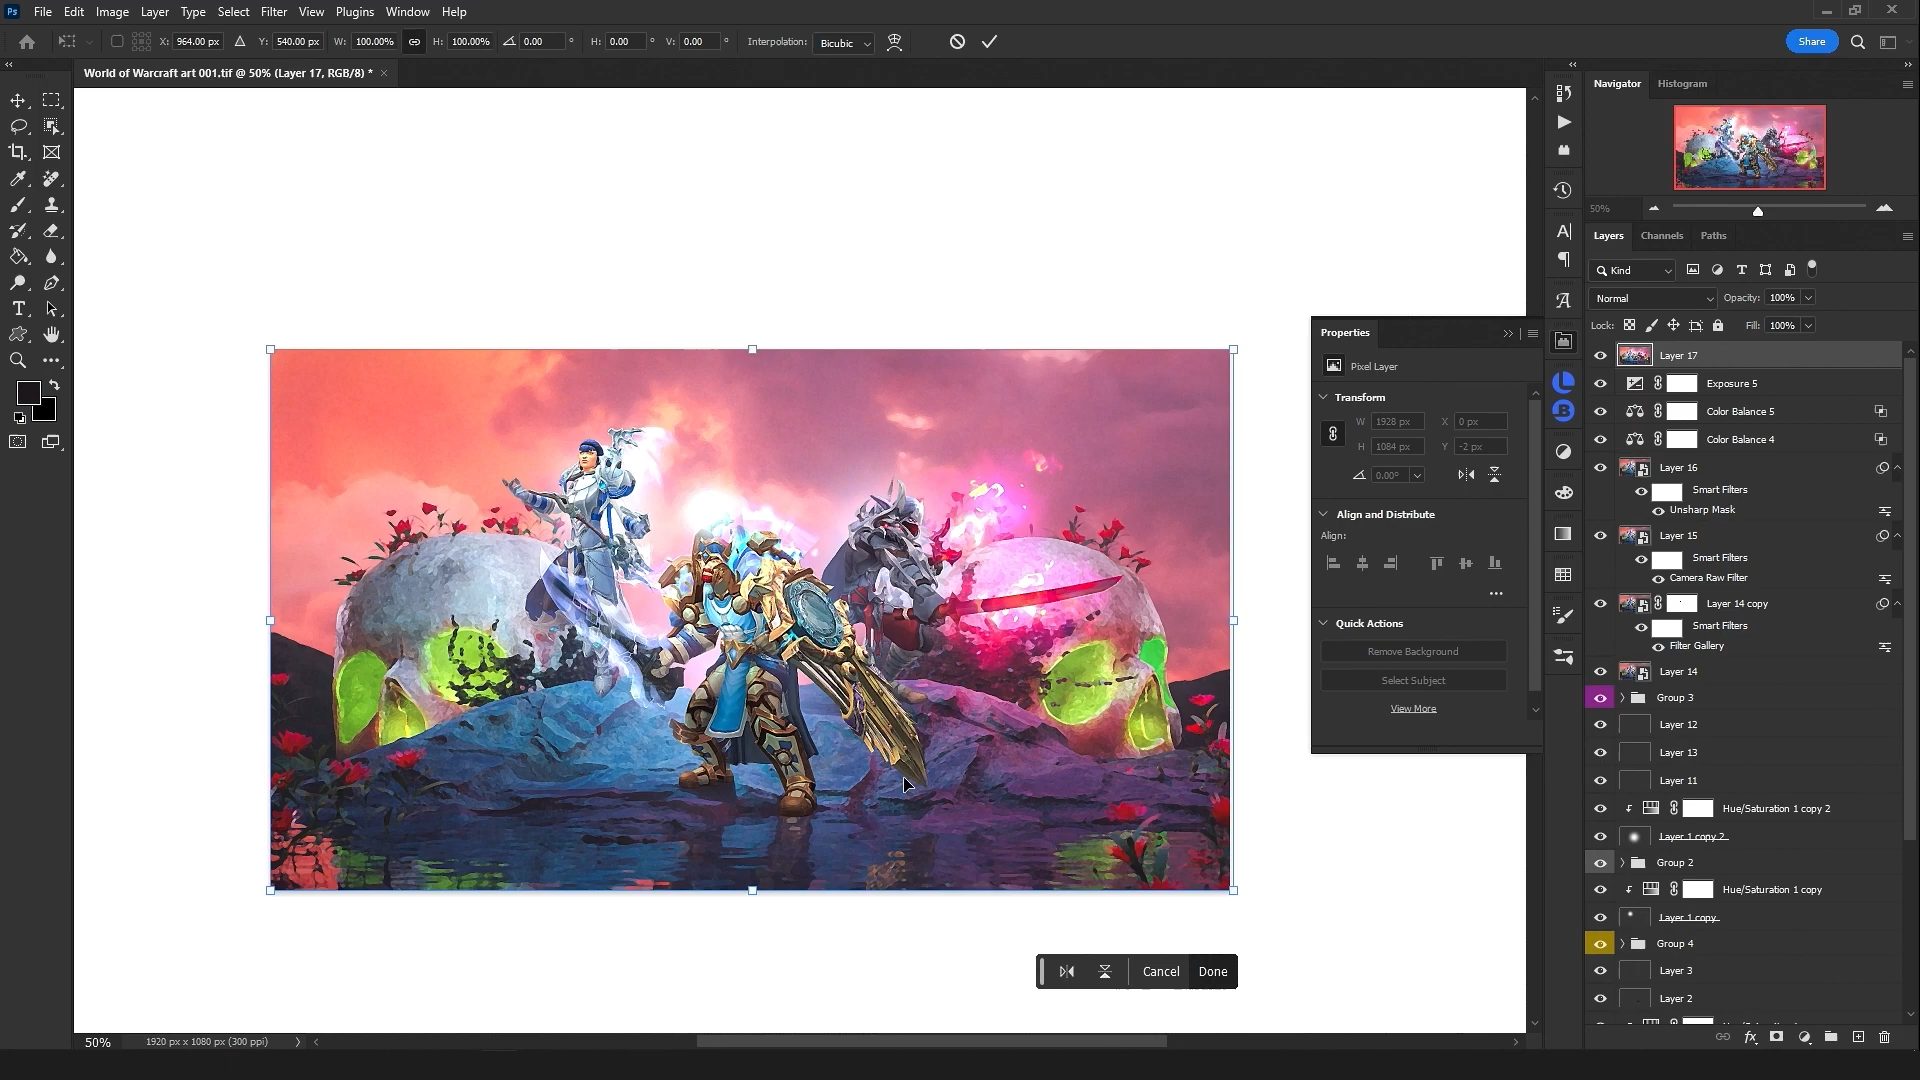 Ps File Edit Image Layer Type Select Filter View Plugins Window Help
X: 964.00 px Y: 540.00 px W: 100.00% H: 100.00% 0.00 ° H: 0.00 ° V: 0.00 ° Interpolation: Bicubic Share
World of Warcraft art 001.tif @ 50% (Layer 17, RGB/8) * ×
Navigator Histogram
50%
Layers Channels Paths
Kind
Normal Opacity: 100%
Lock: Fill: 100%
Layer 17
Exposure 5
Color Balance 5
Color Balance 4
Layer 16
Smart Filters
Unsharp Mask
Layer 15
Smart Filters
Camera Raw Filter
Layer 14 copy
Smart Filters
Filter Gallery
Layer 14
Group 3
Layer 12
Layer 13
Layer 11
Hue/Saturation 1 copy 2
Layer 1 copy 2
Group 2
Hue/Saturation 1 copy
Layer 1 copy
Group 4
Layer 3
Layer 2
fx
Properties
Pixel Layer
Transform
W 1928 px X 0 px
H 1084 px Y -2 px
0.00°
Align and Distribute
Align:
Quick Actions
Remove Background
Select Subject
View More
Cancel Done
50% 1920 px x 1080 px (300 ppi)